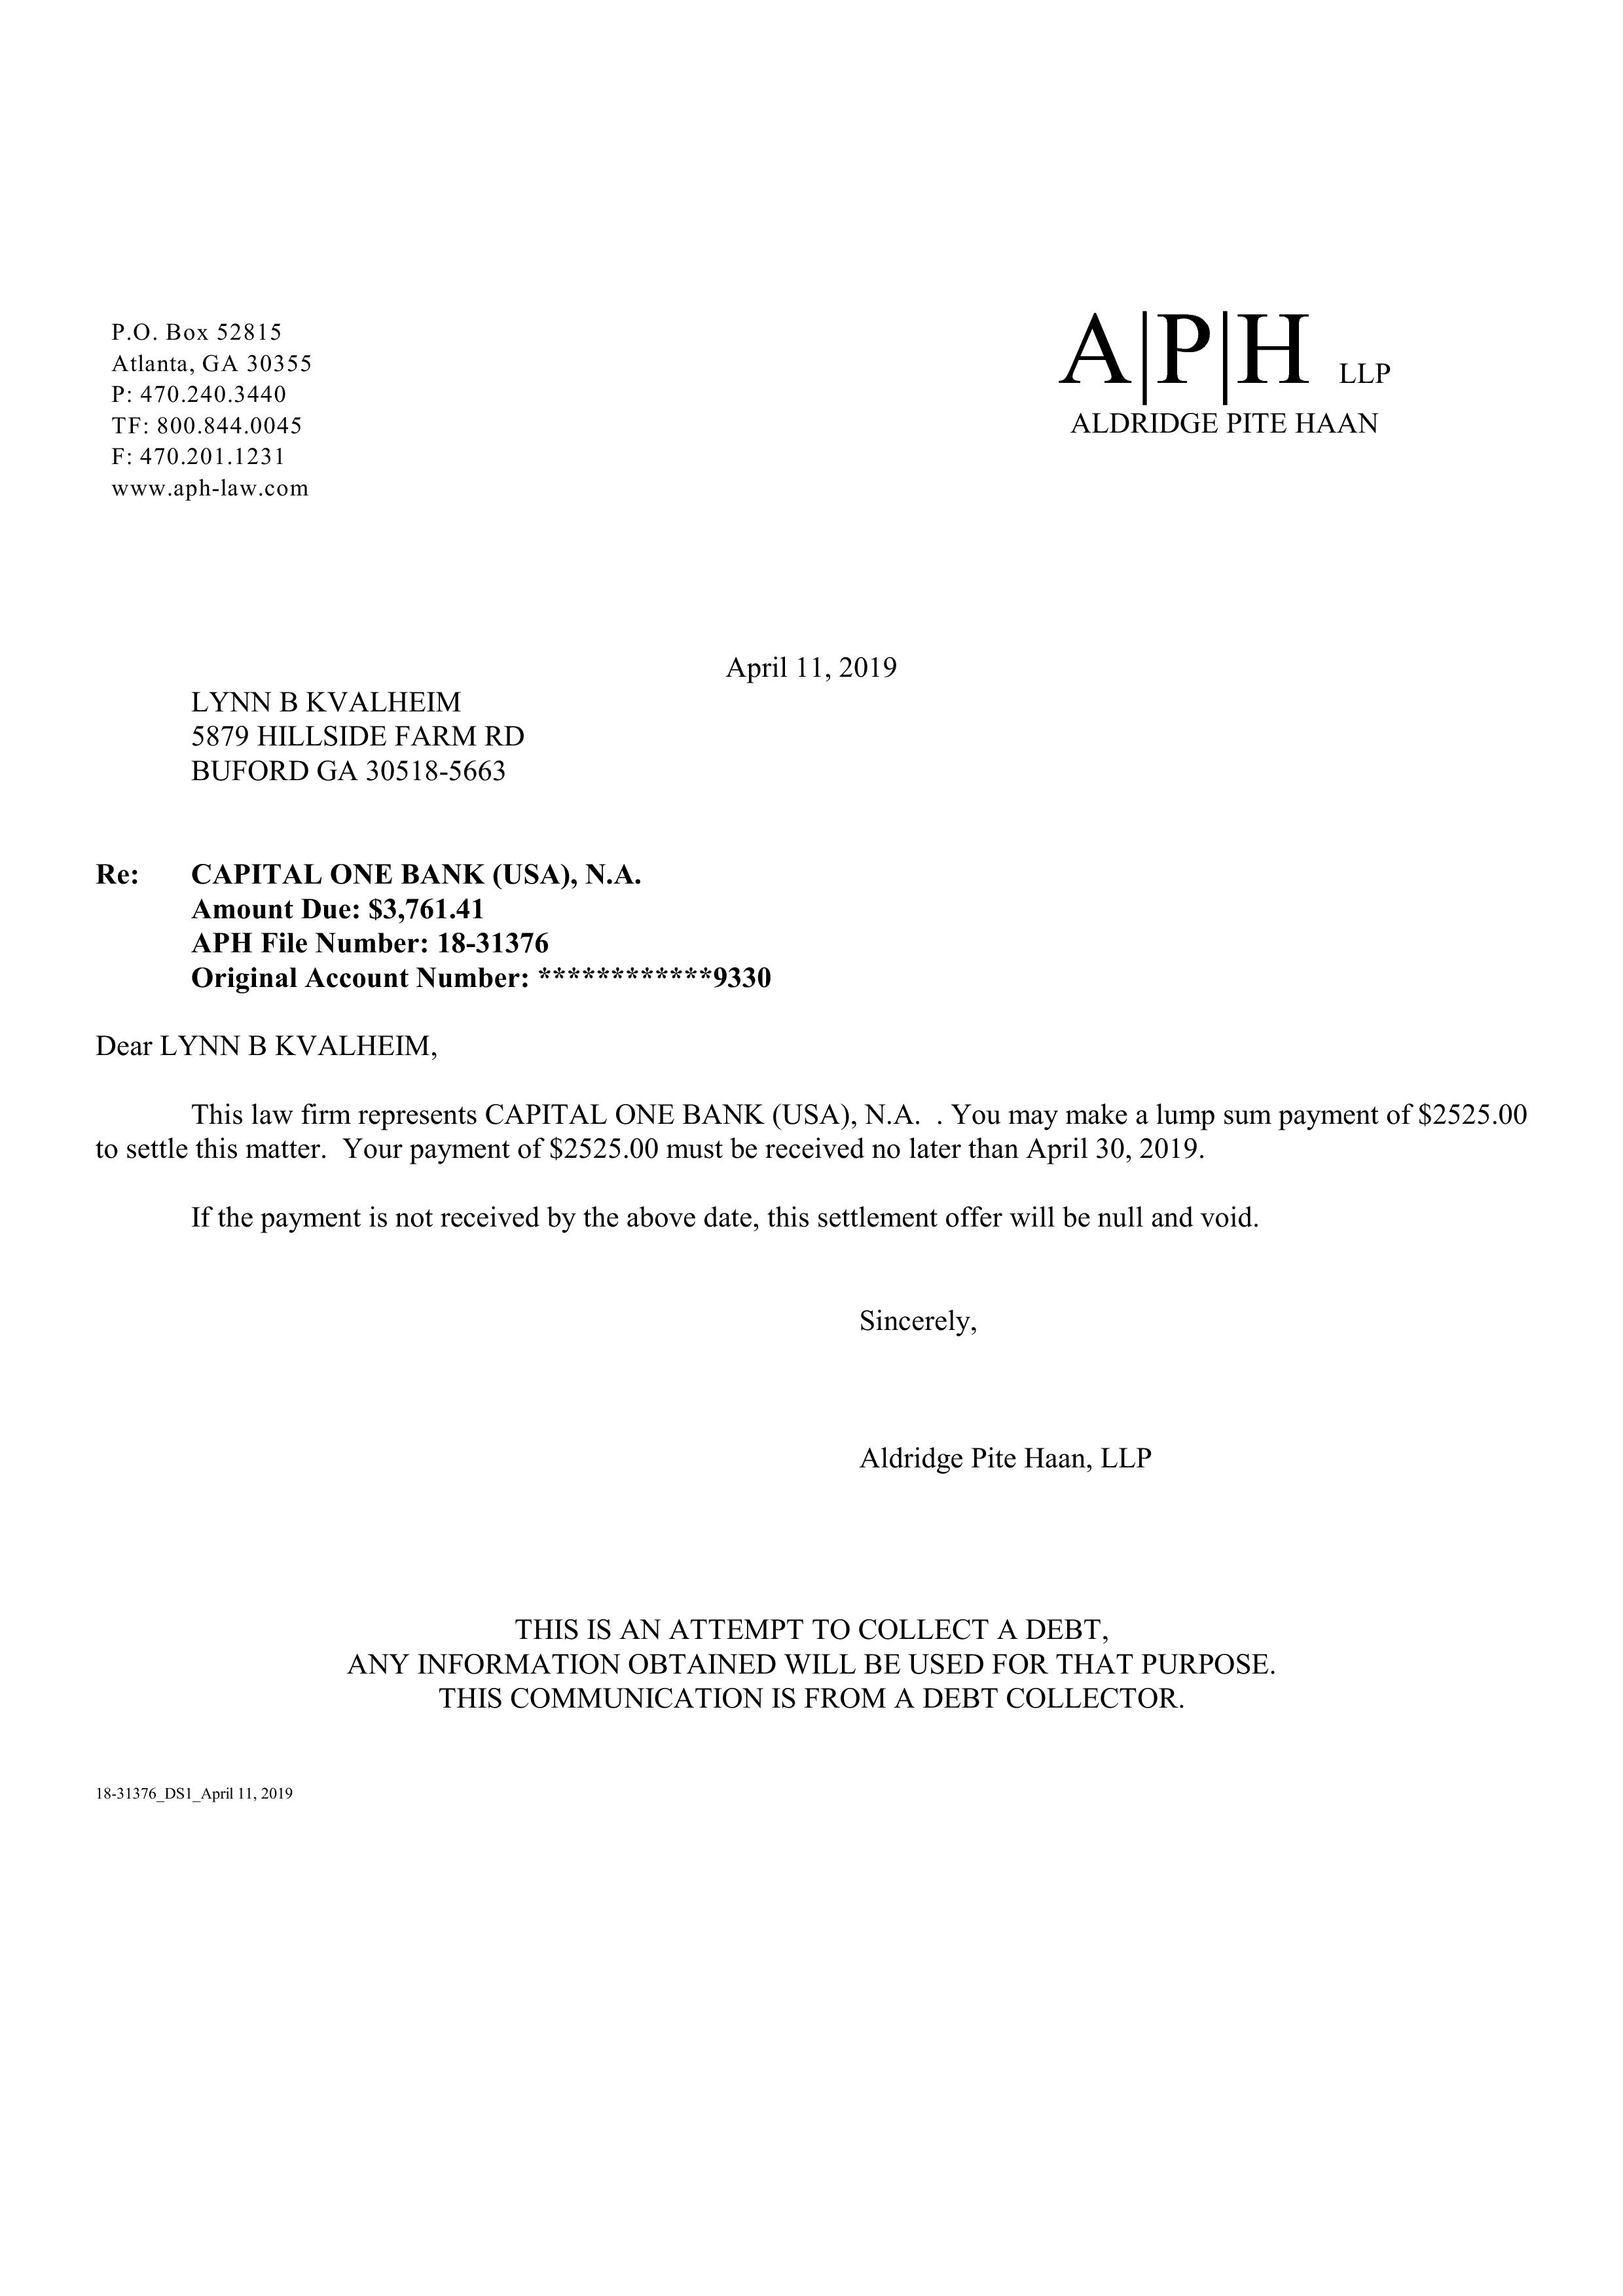 P.O. Box 52815
Atlanta, GA 30355
P: 470.240.3440
TF: 800.844.0045
F: 470.201.1231
www.aph-law.com
A|P|H LLP
ALDRIDGE PITE HAAN
April 11, 2019
LYNN B KVALHEIM
5879 HILLSIDE FARM RD
BUFORD GA 30518-5663
Re: CAPITAL ONE BANK (USA), N.A.
Amount Due: $3,761.41
APH File Number: 18-31376
Original Account Number: ************9330
Dear LYNN B KVALHEIM,
This law firm represents CAPITAL ONE BANK (USA), N.A.  . You may make a lump sum payment of $2525.00
to settle this matter.  Your payment of $2525.00 must be received no later than April 30, 2019.
If the payment is not received by the above date, this settlement offer will be null and void.
Sincerely,
Aldridge Pite Haan, LLP
THIS IS AN ATTEMPT TO COLLECT A DEBT,
ANY INFORMATION OBTAINED WILL BE USED FOR THAT PURPOSE.
THIS COMMUNICATION IS FROM A DEBT COLLECTOR.
18-31376_DS1_April 11, 2019